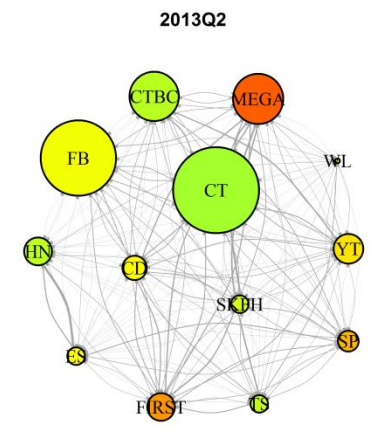 2013Q2
CTBC
MEGA
FB
WL
CT
HN
CD
YT
SKFH
SP
ES
FIRST
TS